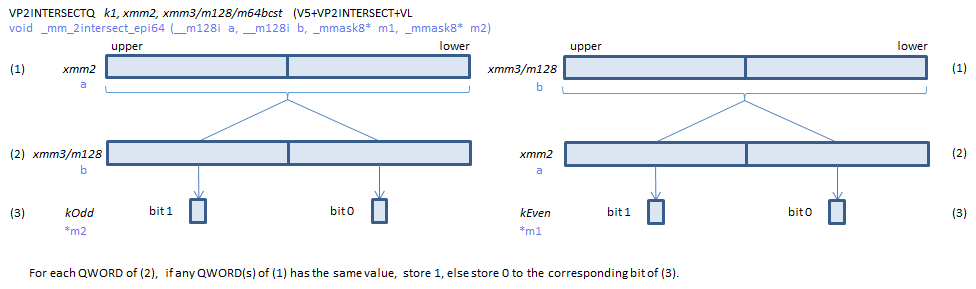 VP2INTERSECTQ k1, xmm2, xmm3/m128/m64bcst (V5+VP2INTERSECT+VL
void _mm_2intersect_epi64 (__m128i a, __m128i b, _mmask8* m1, _mmask8* m2)
upper lower upper lower
(1) xmm2 xmm3/m128 (1)
a b
(2) xmm3/m128 xmm2 (2)
b a
(3) kOdd bit 1 bit 0 kEven bit 1 bit 0 (3)
*m2 *m1
For each QWORD of (2), if any QWORD(s) of (1) has the same value, store 1, else store 0 to the corresponding bit of (3).